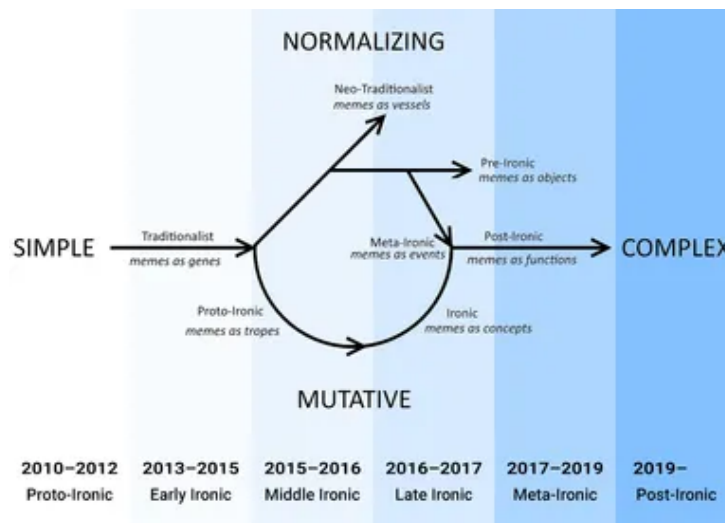 NORMALIZING
Neo-Traditionalist
memes as vessels
Pre-Ironic
memes as objects
SIMPLE
Traditionalist
memes as genes
Meta-Ironic
memes as events
Post-Ironic
memes as functions
COMPLEX
Proto-Ironic
memes as tropes
Ironic
memes as concepts
MUTATIVE
2010–2012 2013–2015 2015–2016 2016–2017 2017–2019 2019–
Proto-Ironic Early Ironic Middle Ironic Late Ironic Meta-Ironic Post-Ironic